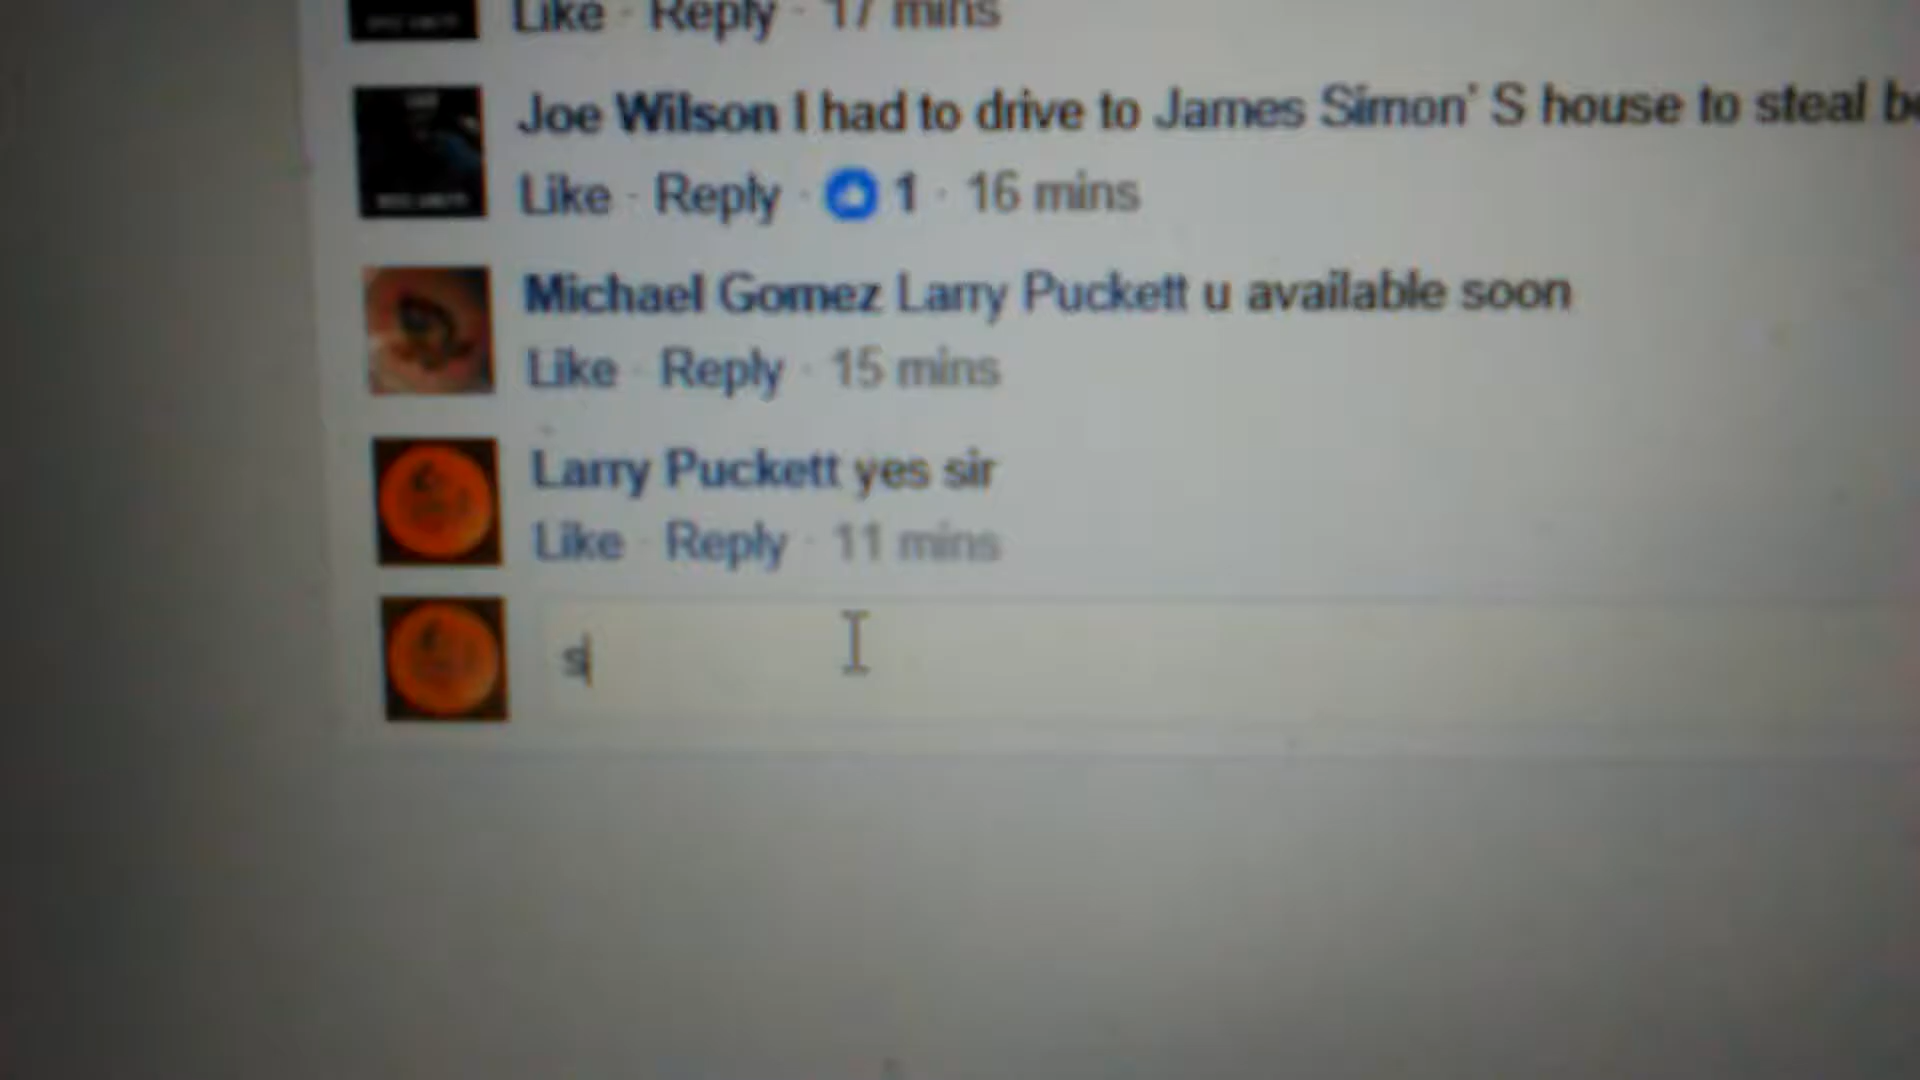 Like · Reply · 17 mins
Joe Wilson I had to drive to James Simon' S house to steal
Like · Reply · 1 · 16 mins
Michael Gomez Larry Puckett u available soon
Like · Reply · 15 mins
Larry Puckett yes sir
Like · Reply · 11 mins
s